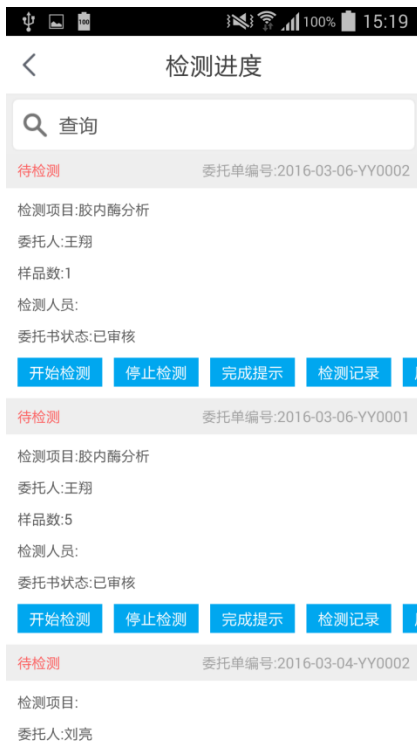 100 100% 15:19
检测进度
查询
待检测 委托单编号:2016-03-06-YY0002
检测项目:胶内酶分析
委托人:王翔
样品数:1
检测人员:
委托书状态:已审核
开始检测 停止检测 完成提示 检测记录
待检测 委托单编号:2016-03-06-YY0001
检测项目:胶内酶分析
委托人:王翔
样品数:5
检测人员:
委托书状态:已审核
开始检测 停止检测 完成提示 检测记录
待检测 委托单编号:2016-03-04-YY0002
检测项目:
委托人:刘亮